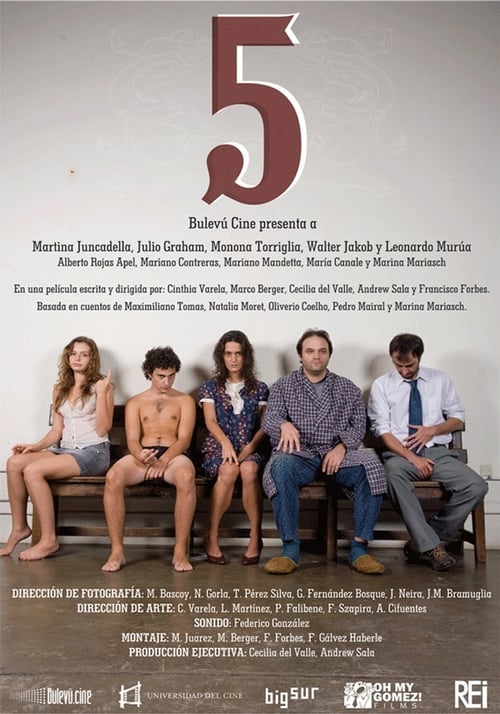 5
Bulevú Cine presenta a
Martina Juncadella, Julio Graham, Monona Torriglia, Walter Jakob y Leonardo Murúa
Alberto Rojas Apel, Mariano Contreras, Mariano Mandetta, María Canale y Marina Mariasch
En una película escrita y dirigida por: Cinthia Varela, Marco Berger, Cecilia del Valle, Andrew Sala y Francisco Forbes.
Basada en cuentos de Maximiliano Tomas, Natalia Moret, Oliverio Coelho, Pedro Mairal y Marina Mariasch.
DIRECCIÓN DE FOTOGRAFÍA: M. Bascoy, N. Gorla, T. Pérez Silva, G. Fernández Bosque, J. Neira, J.M. Bramuglia
DIRECCIÓN DE ARTE: C. Varela, L. Martínez, P. Falibene, F. Szapira, A. Cifuentes
SONIDO: Federico González
MONTAJE: M. Juarez, M. Berger, F. Forbes, F. Gálvez Haberle
PRODUCCIÓN EJECUTIVA: Cecilia del Valle, Andrew Sala
Bulevú.cine UNIVERSIDAD DEL CINE bigsur OH MY GOMEZ! FILMS REi